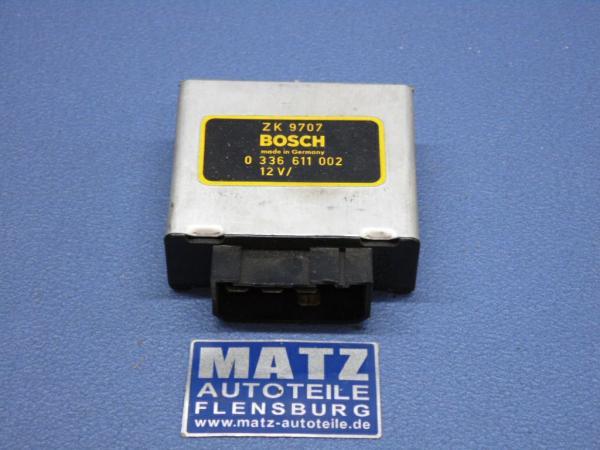 ZK 9707
BOSCH
made in Germany
0 336 611 002
12 V/
MATZ
AUTOTEILE
FLENSBURG
www.matz-autoteile.de